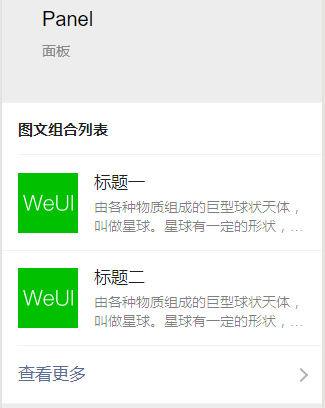 Panel
面板
图文组合列表
WeUI
标题一
由各种物质组成的巨型球状天体，
叫做星球。星球有一定的形状，...
WeUI
标题二
由各种物质组成的巨型球状天体，
叫做星球。星球有一定的形状，...
查看更多